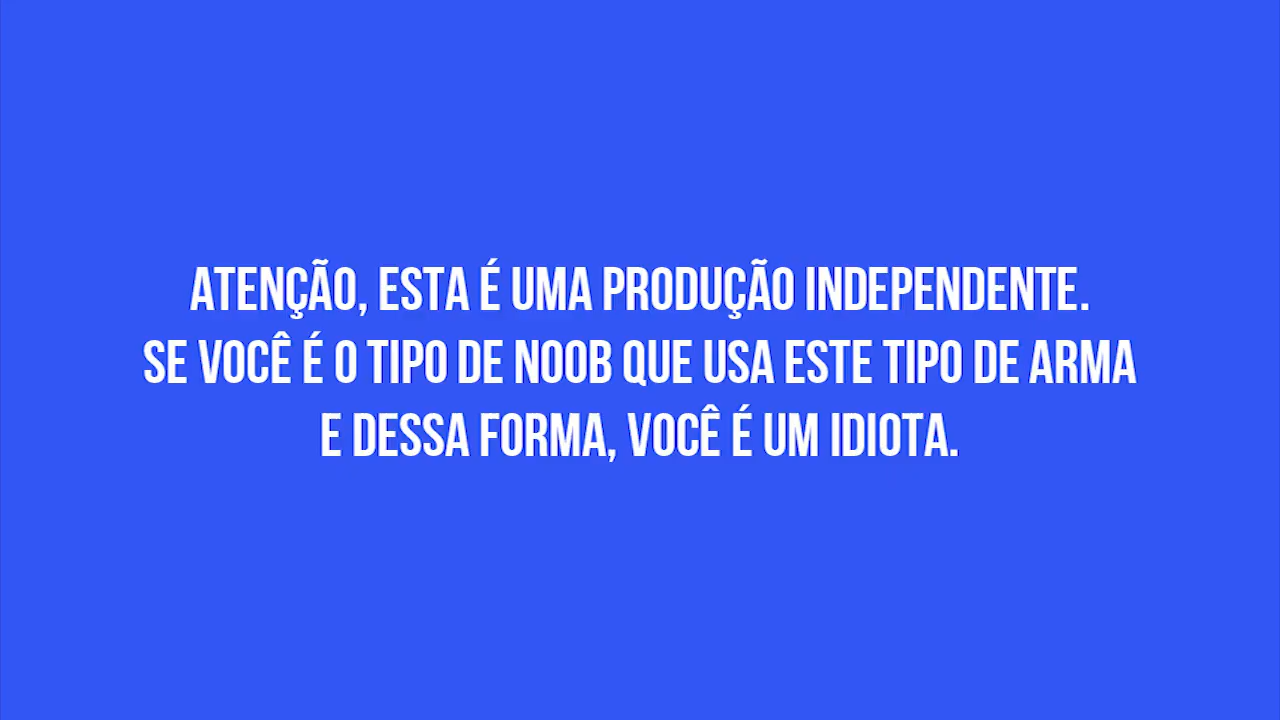 ATENÇÃO, ESTA É UMA PRODUÇÃO INDEPENDENTE.
SE VOCÊ É O TIPO DE NOOB QUE USA ESTE TIPO DE ARMA
E DESSA FORMA, VOCÊ É UM IDIOTA.